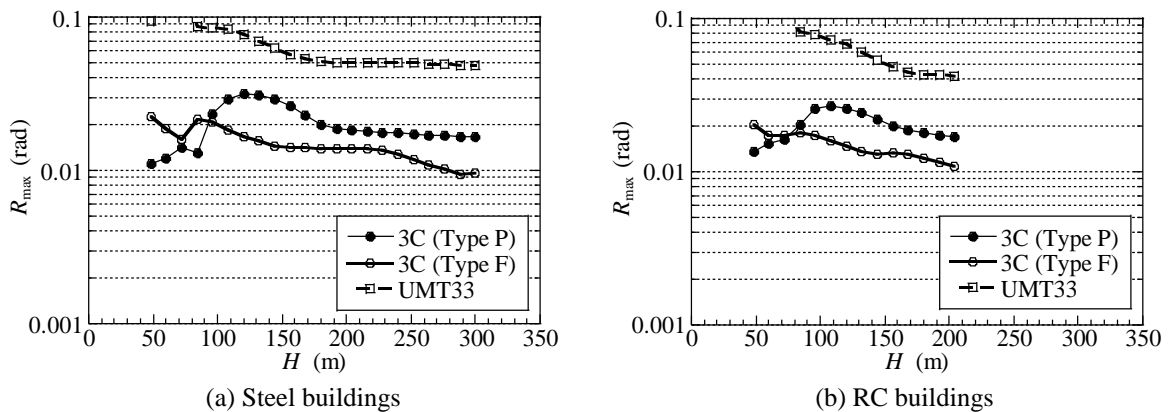 0.1
0.01
0.001
R_max (rad)
3C (Type P)
3C (Type F)
UMT33
0 50 100 150 200 250 300 350
H (m)
(a) Steel buildings
0.1
0.01
0.001
R_max (rad)
3C (Type P)
3C (Type F)
UMT33
0 50 100 150 200 250 300 350
H (m)
(b) RC buildings